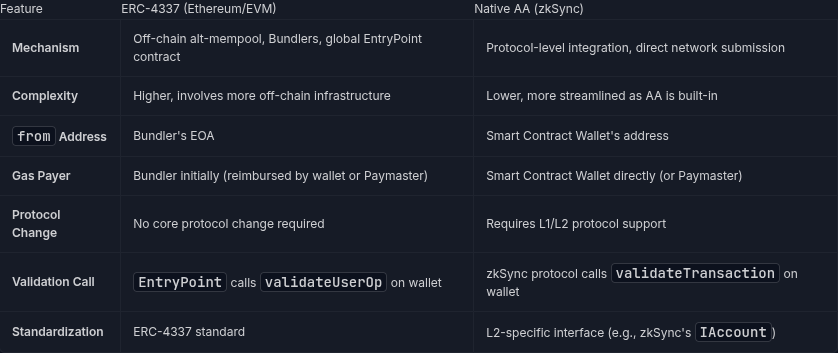 Feature ERC-4337 (Ethereum/EVM) Native AA (zkSync)
Mechanism Off-chain alt-mempool, Bundlers, global EntryPoint contract Protocol-level integration, direct network submission
Complexity Higher, involves more off-chain infrastructure Lower, more streamlined as AA is built-in
from Address Bundler's EOA Smart Contract Wallet's address
Gas Payer Bundler initially (reimbursed by wallet or Paymaster) Smart Contract Wallet directly (or Paymaster)
Protocol Change No core protocol change required Requires L1/L2 protocol support
Validation Call EntryPoint calls validateUserOp on wallet zkSync protocol calls validateTransaction on wallet
Standardization ERC-4337 standard L2-specific interface (e.g., zkSync's IAccount)